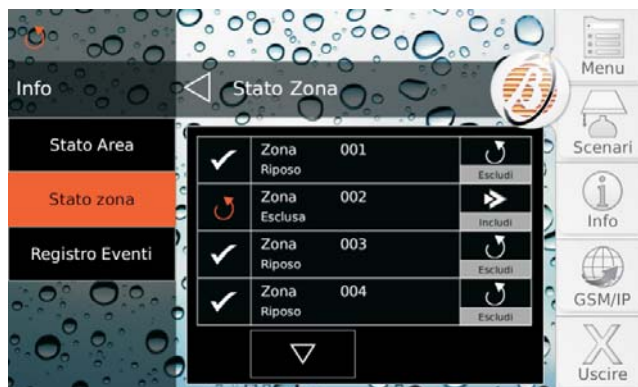 Info
Stato Zona
Stato Area
Stato zona
Registro Eventi
Zona 001
Riposo
Escludi
Zona 002
Esclusa
Includi
Zona 003
Riposo
Escludi
Zona 004
Riposo
Escludi
Menu
Scenari
Info
GSM/IP
Uscire